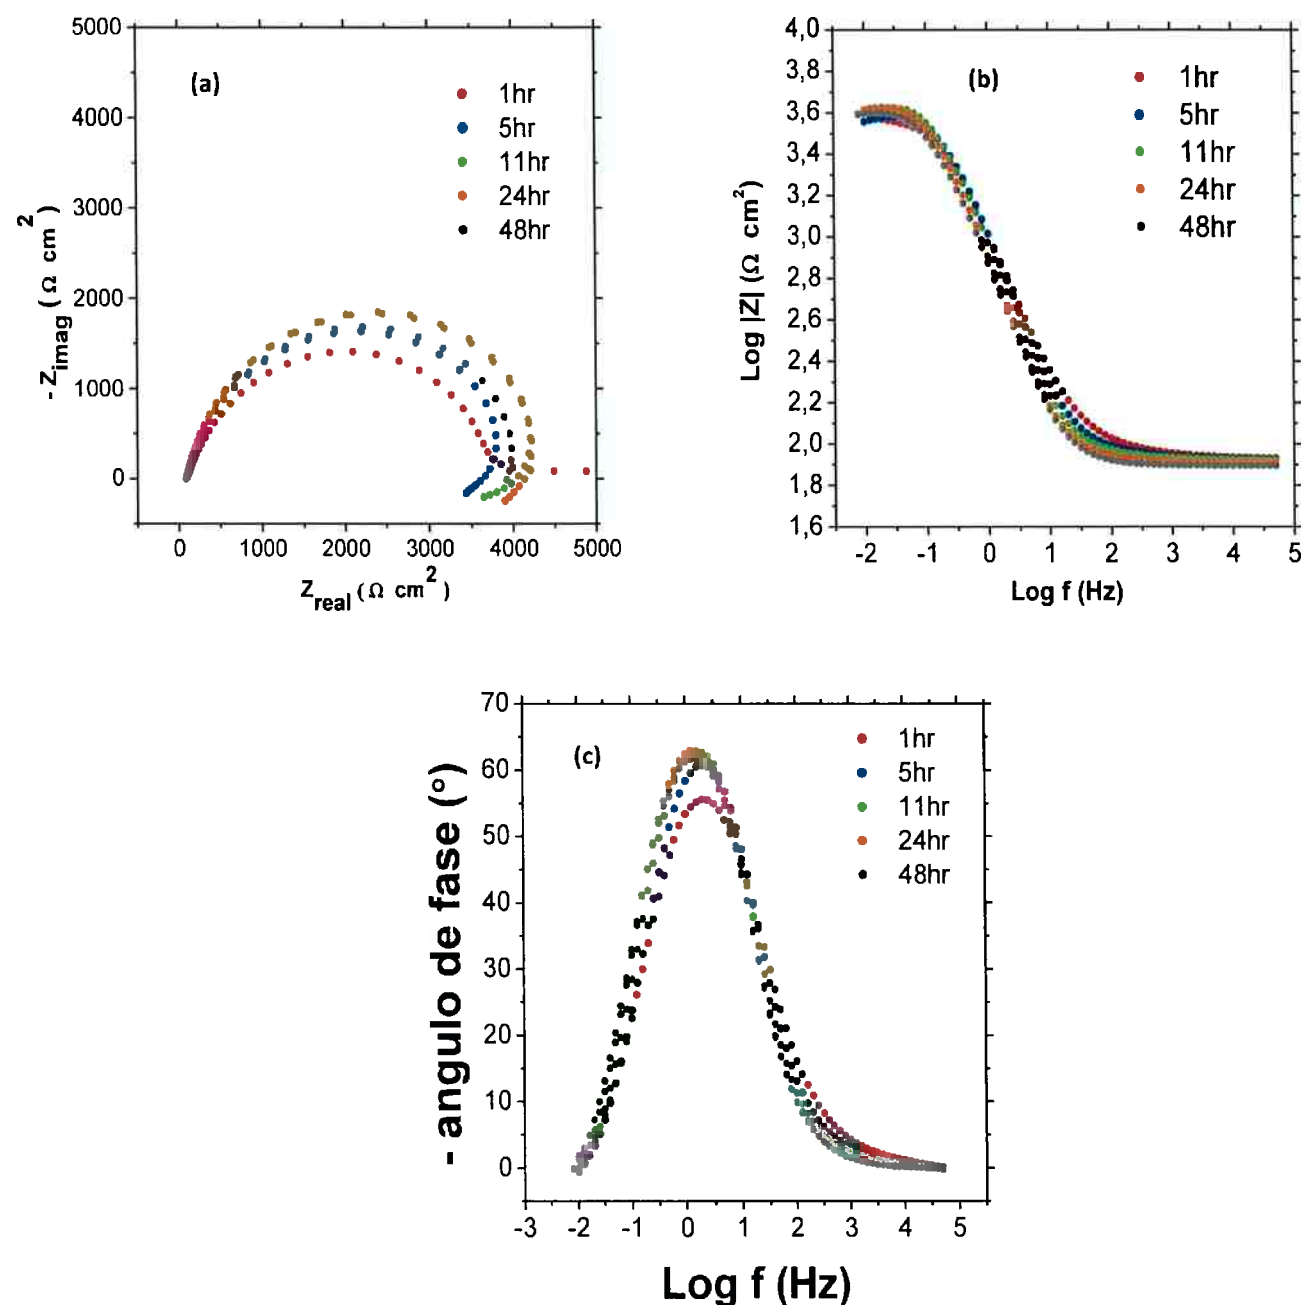 (a)
1hr
5hr
11hr
24hr
48hr
5000
4000
3000
2000
1000
0
-Z imag (Ω cm²)
0 1000 2000 3000 4000 5000
Z real (Ω cm²)
(b)
1hr
5hr
11hr
24hr
48hr
4,0
3,8
3,6
3,4
3,2
3,0
2,8
2,6
2,4
2,2
2,0
1,8
1,6
Log |Z| (Ω cm²)
-2 -1 0 1 2 3 4 5
Log f (Hz)
(c)
1hr
5hr
11hr
24hr
48hr
70
60
50
40
30
20
10
0
- angulo de fase (°)
-3 -2 -1 0 1 2 3 4 5
Log f (Hz)